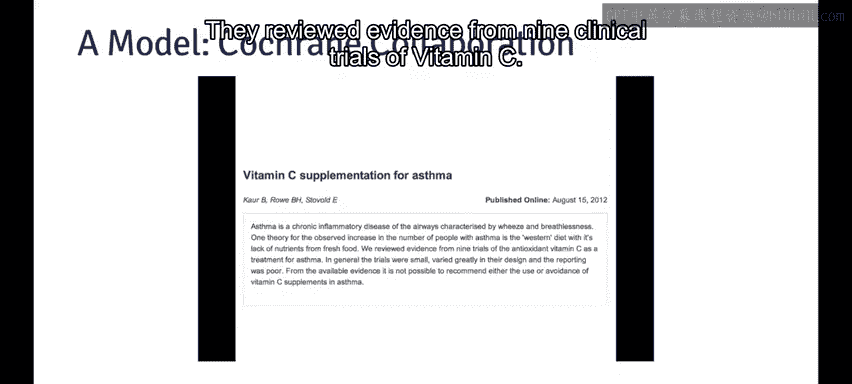 They reviewed evidence from nine clinical
trials of Vitamin C.
A Model: Cochrane Collaboration
Vitamin C supplementation for asthma
Kaur B, Rowe BH, Stovold E
Published Online: August 15, 2012
Asthma is a chronic inflammatory disease of the airways characterised by wheeze and breathlessness.
One theory for the observed increase in the number of people with asthma is the 'western' diet with it's
lack of nutrients from fresh food. We reviewed evidence from nine trials of the antioxidant vitamin C as a
treatment for asthma. In general the trials were small, varied greatly in their design and the reporting
was poor. From the available evidence it is not possible to recommend either the use or avoidance of
vitamin C supplements in asthma.